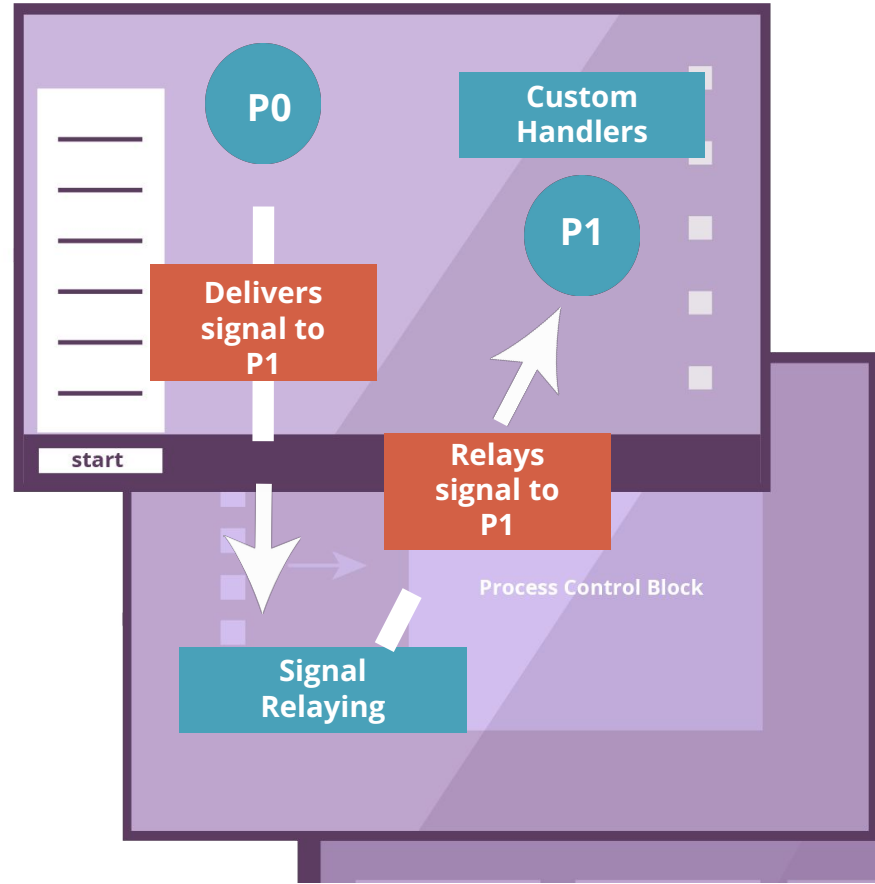 P0
Custom
Handlers
P1
Delivers
signal to
P1
start
Relays
signal to
P1
Process Control Block
Signal
Relaying